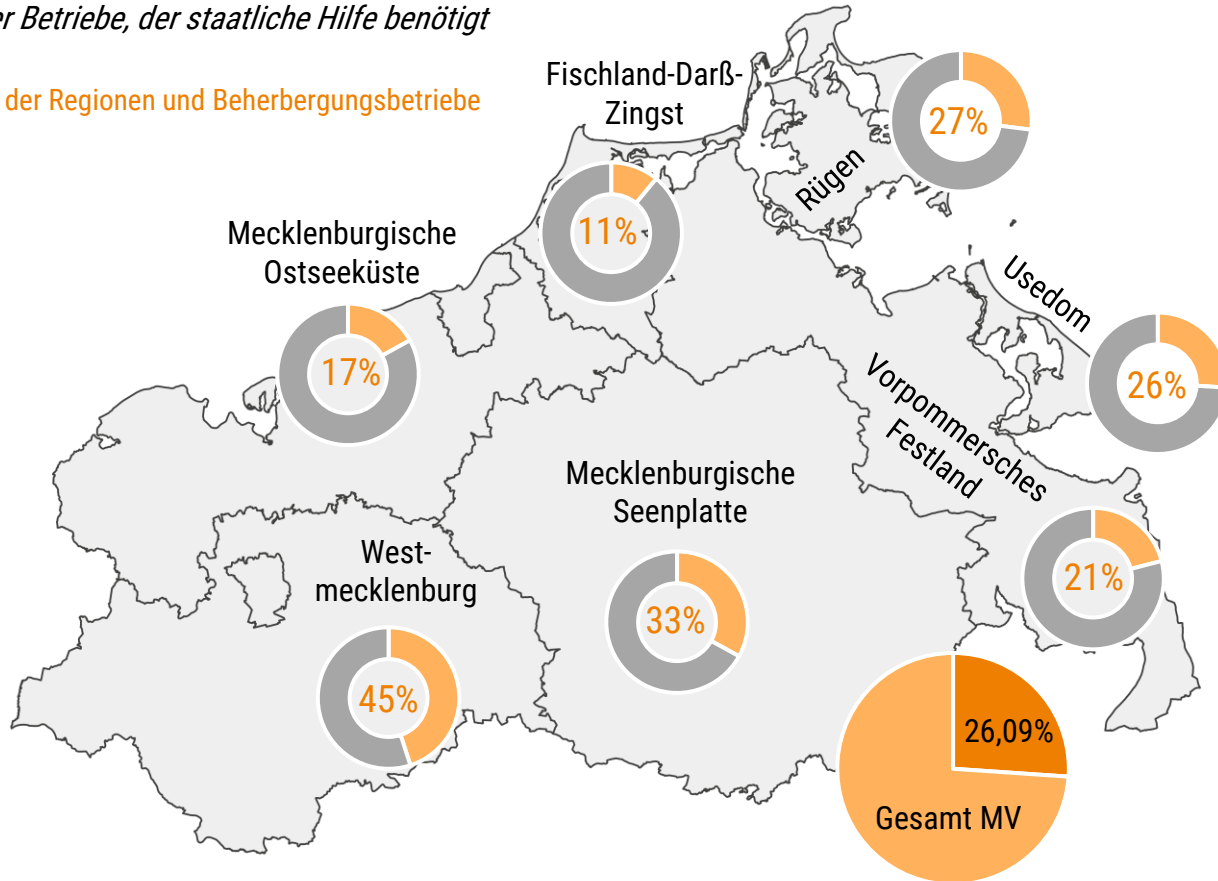 er Betriebe, der staatliche Hilfe benötigt
der Regionen und Beherbergungsbetriebe
Fischland-Darß-
Zingst
11%
Rügen
27%
Mecklenburgische
Ostseeküste
17%
Usedom
26%
Vorpommersches
Festland
21%
Mecklenburgische
Seenplatte
33%
West-
mecklenburg
45%
26,09%
Gesamt MV